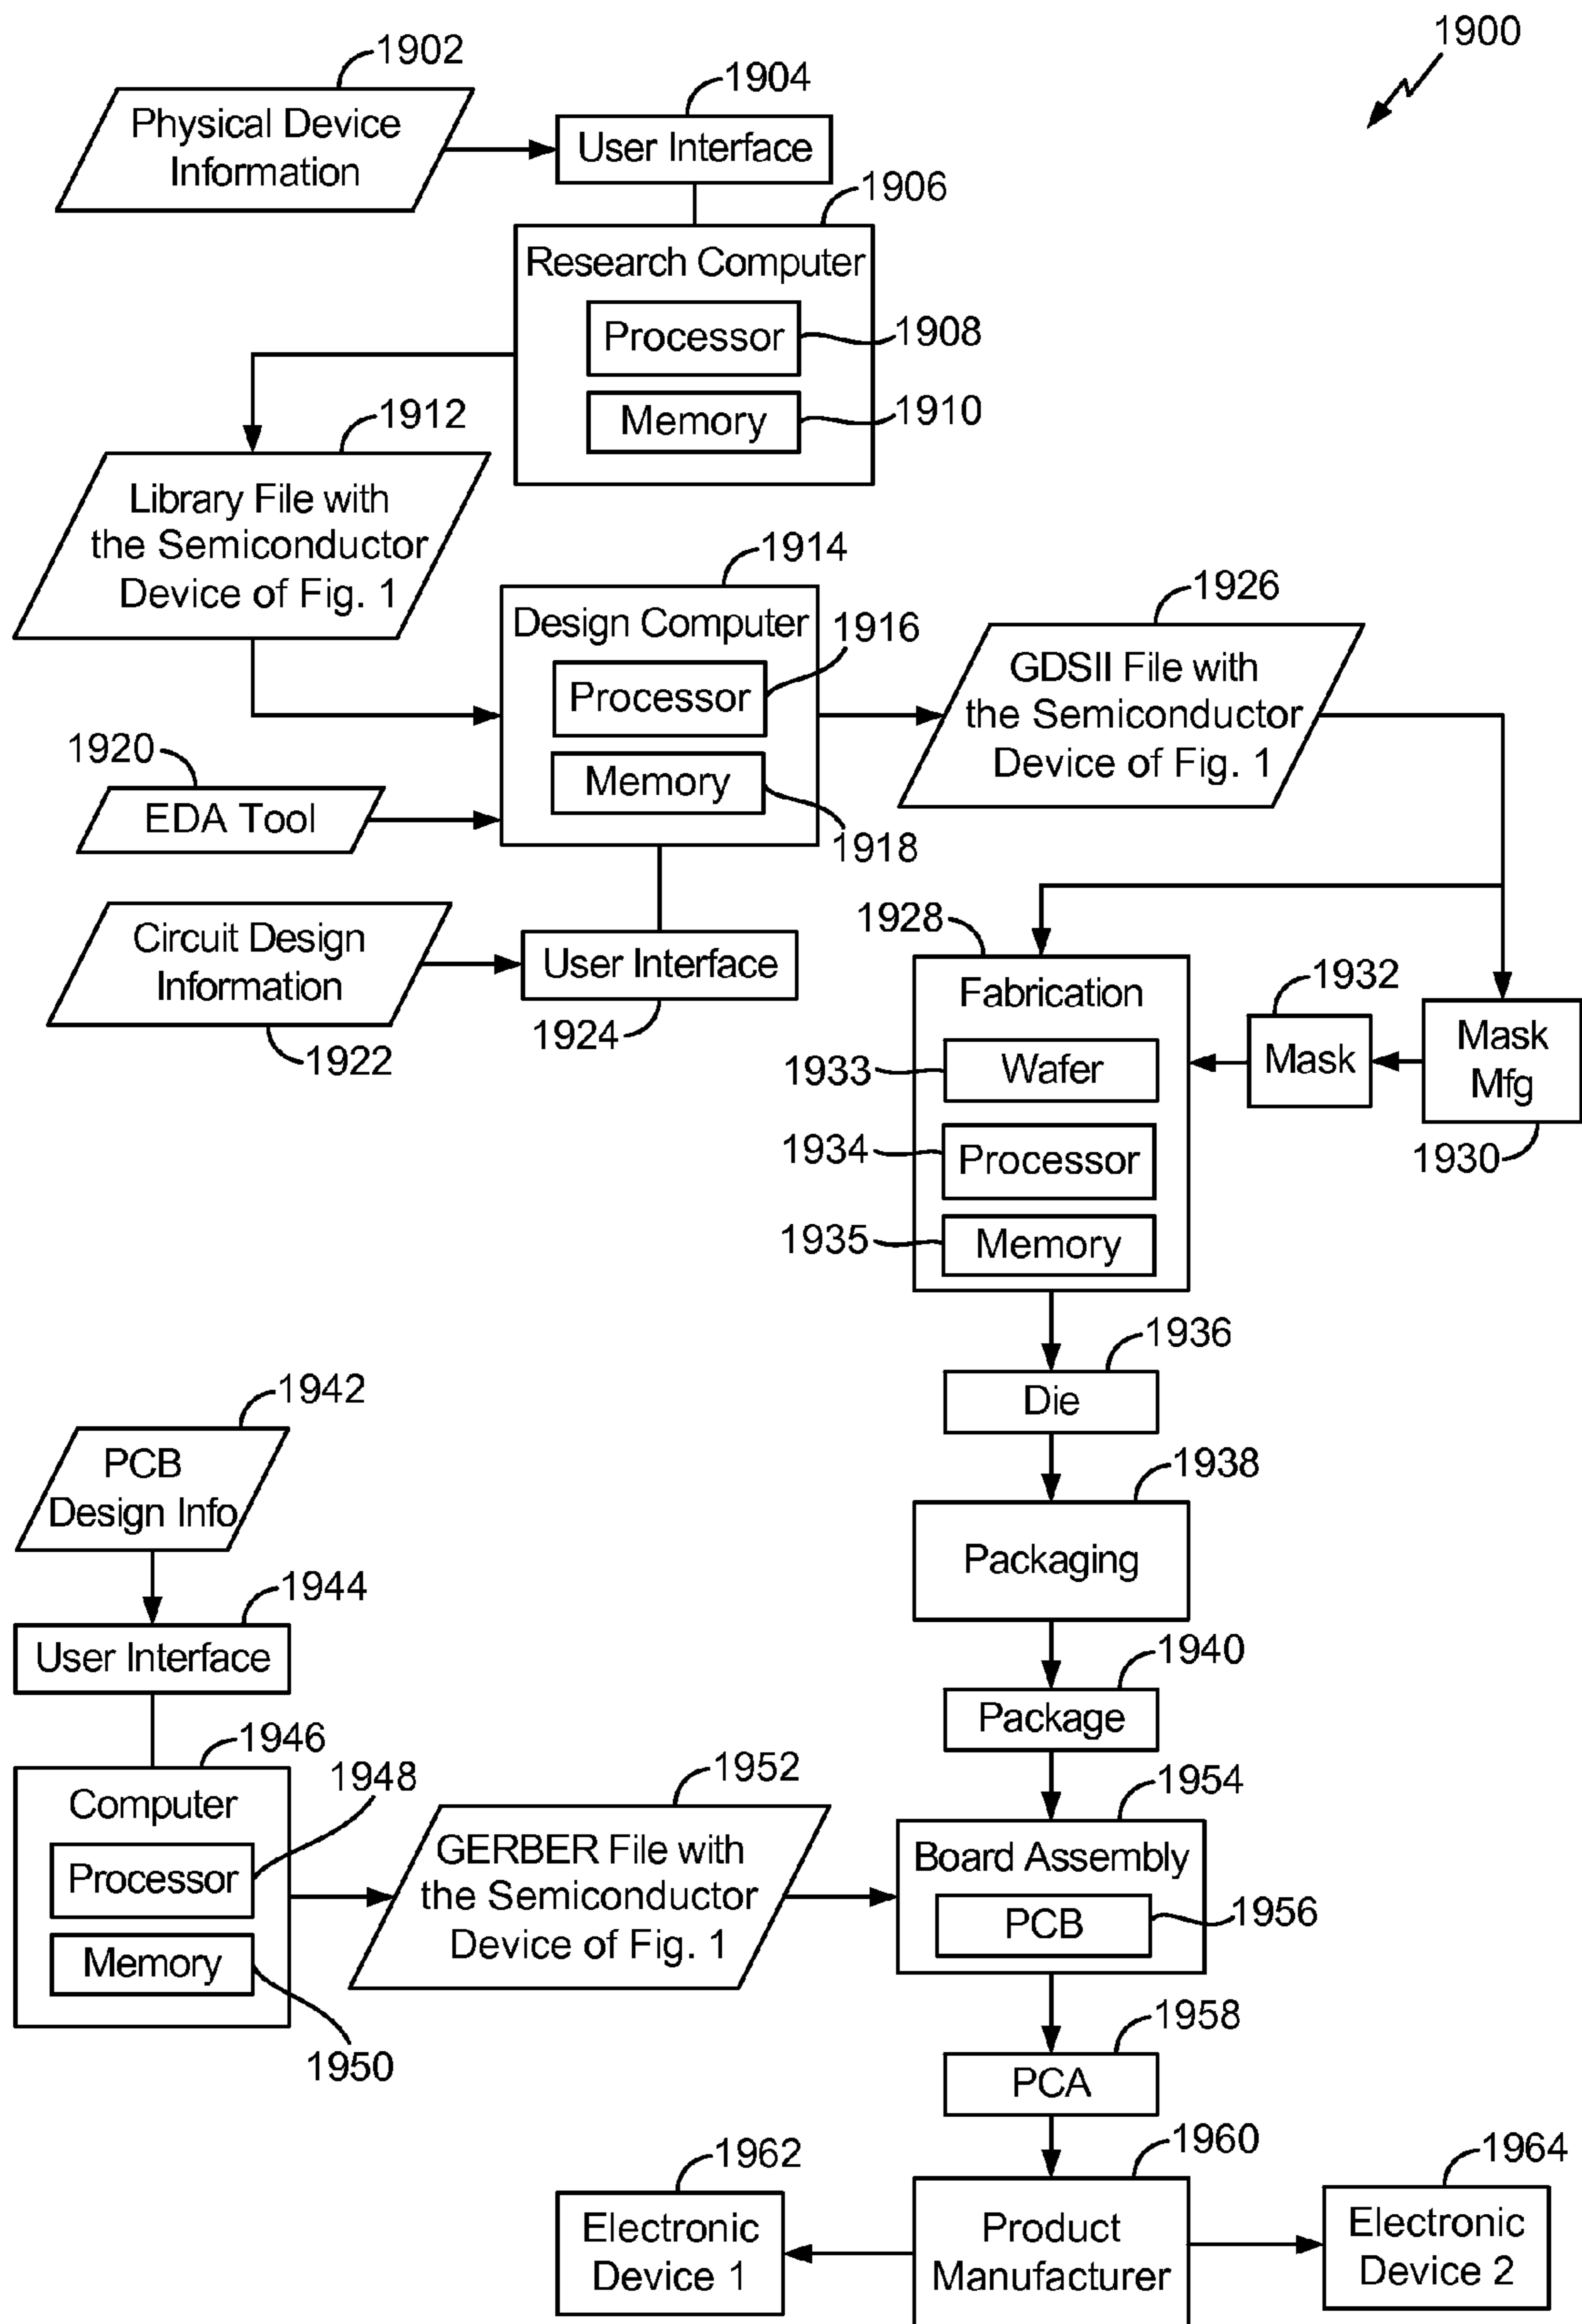 1900
1902
Physical Device
Information
1904
User Interface
1906
Research Computer
Processor
1908
Memory
1910
1912
Library File with
the Semiconductor
Device of Fig. 1
1914
Design Computer
Processor
1916
Memory
1918
1920
EDA Tool
Circuit Design
Information
1922
User Interface
1924
1926
GDSII File with
the Semiconductor
Device of Fig. 1
1928
Fabrication
1933
Wafer
1934
Processor
1935
Memory
1932
Mask
Mask
Mfg
1930
1936
Die
1938
Packaging
1940
Package
1942
PCB
Design Info
1944
User Interface
1946
Computer
1948
Processor
Memory
1950
1952
GERBER File with
the Semiconductor
Device of Fig. 1
1954
Board Assembly
PCB
1956
1958
PCA
1960
Product
Manufacturer
1962
Electronic
Device 1
1964
Electronic
Device 2